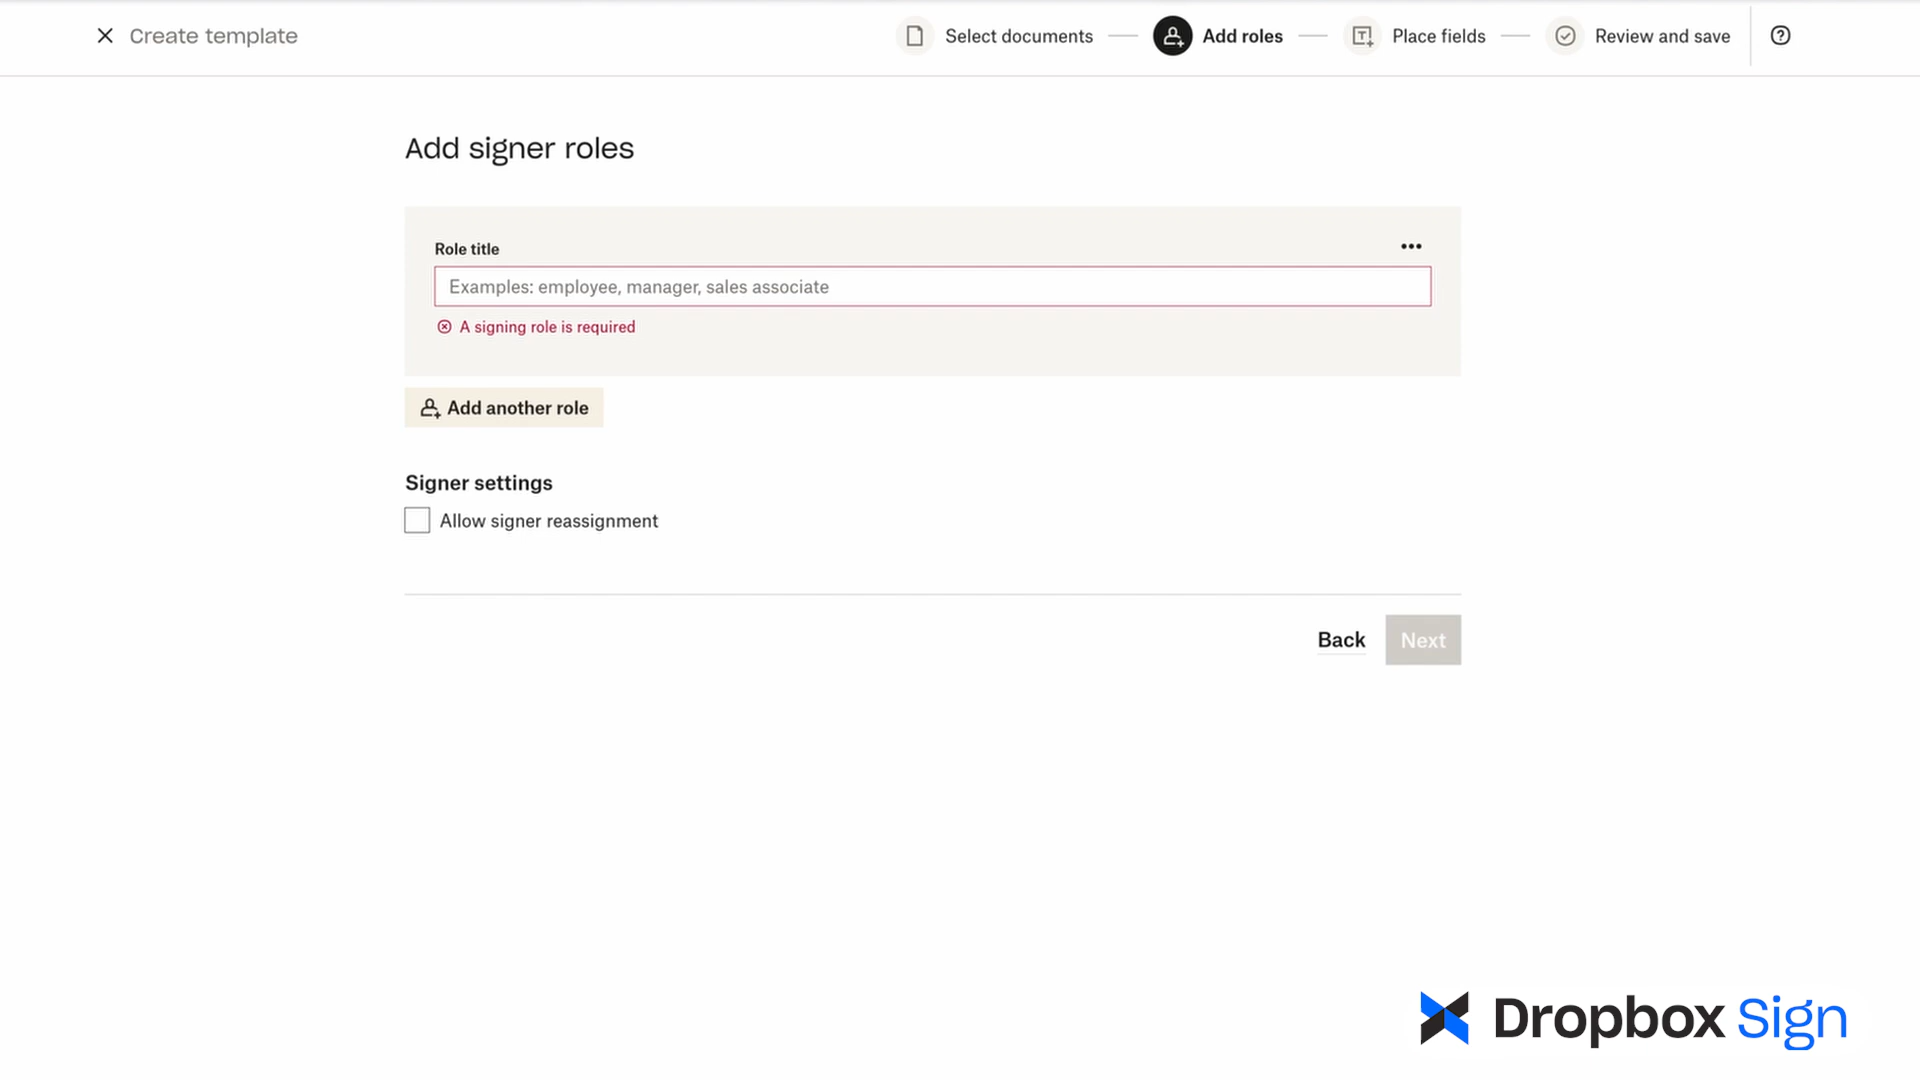 Create template
Select documents
Add roles
Place fields
Review and save
Add signer roles
Role title
Examples: employee, manager, sales associate
A signing role is required
Add another role
Signer settings
Allow signer reassignment
Back
Next
Dropbox Sign